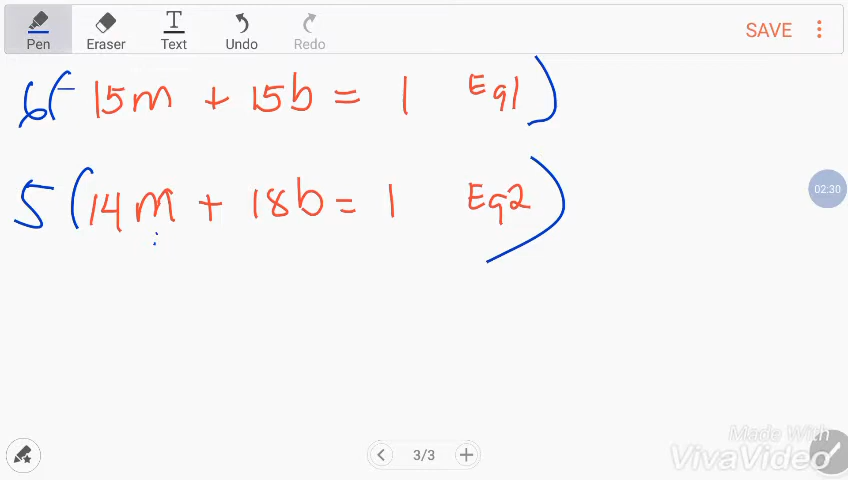 Pen Eraser Text Undo Redo SAVE
6(- 15m + 15b = 1 Eq1)
5 (14m + 18b = 1 Eq2)
02:30
3/3
Made With
VivaVideo